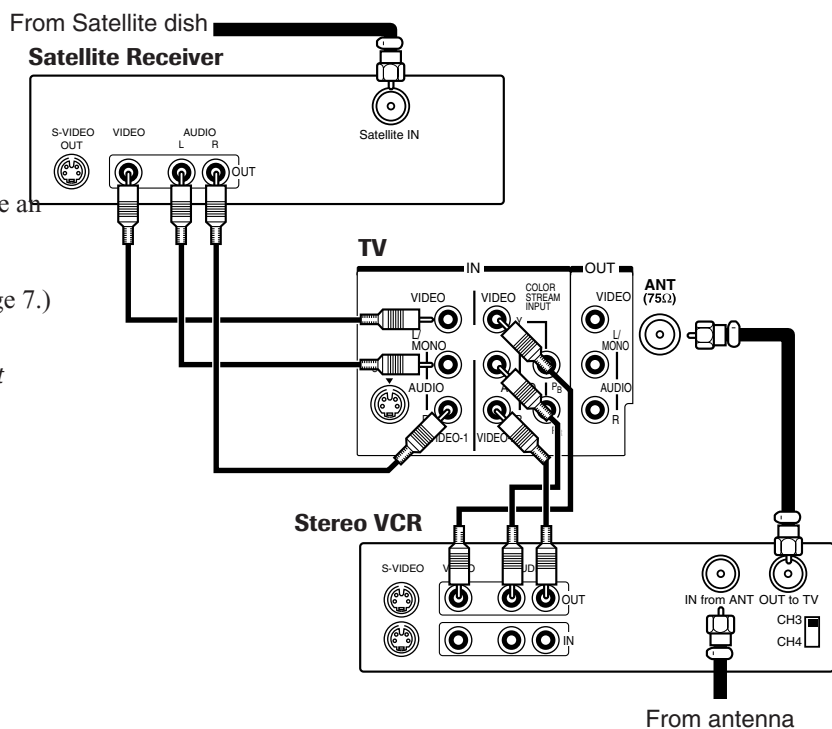 From Satellite dish
Satellite Receiver
S-VIDEO OUT
VIDEO
AUDIO
L R
OUT
Satellite IN
e an
ge 7.)
t
TV
IN
OUT
VIDEO
VIDEO
COLOR
STREAM
INPUT
VIDEO
ANT
(75Ω)
Y
L/
MONO
L/
MONO
AUDIO
PB
AUDIO
R
Stereo VCR
S-VIDEO
OUT
IN
IN from ANT
OUT to TV
CH3
CH4
From antenna